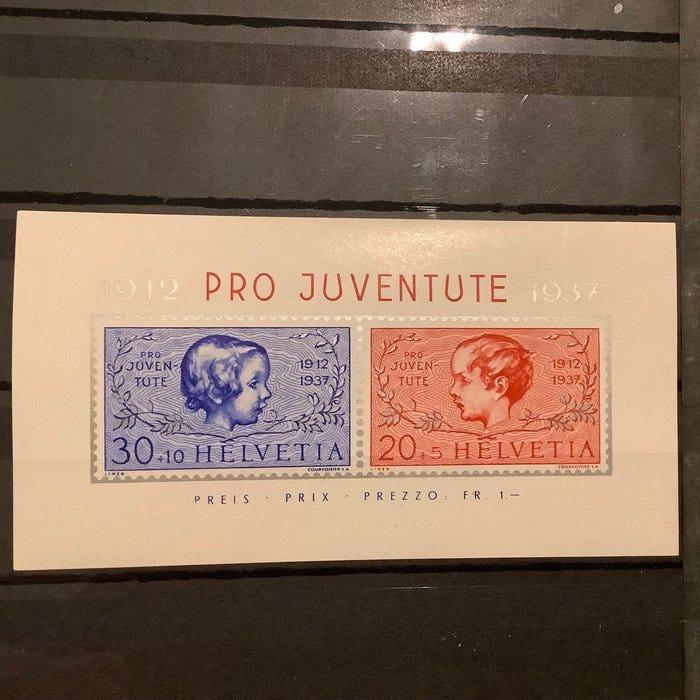 1912 PRO JUVENTUTE 1937
PRO
JUVEN-
TUTE
1912
1937
30+10 HELVETIA
COURVOISIER S.A.
PRO
JUVEN-
TUTE
1912
1937
20+5 HELVETIA
COURVOISIER S.A.
PREIS · PRIX · PREZZO: FR. 1.—